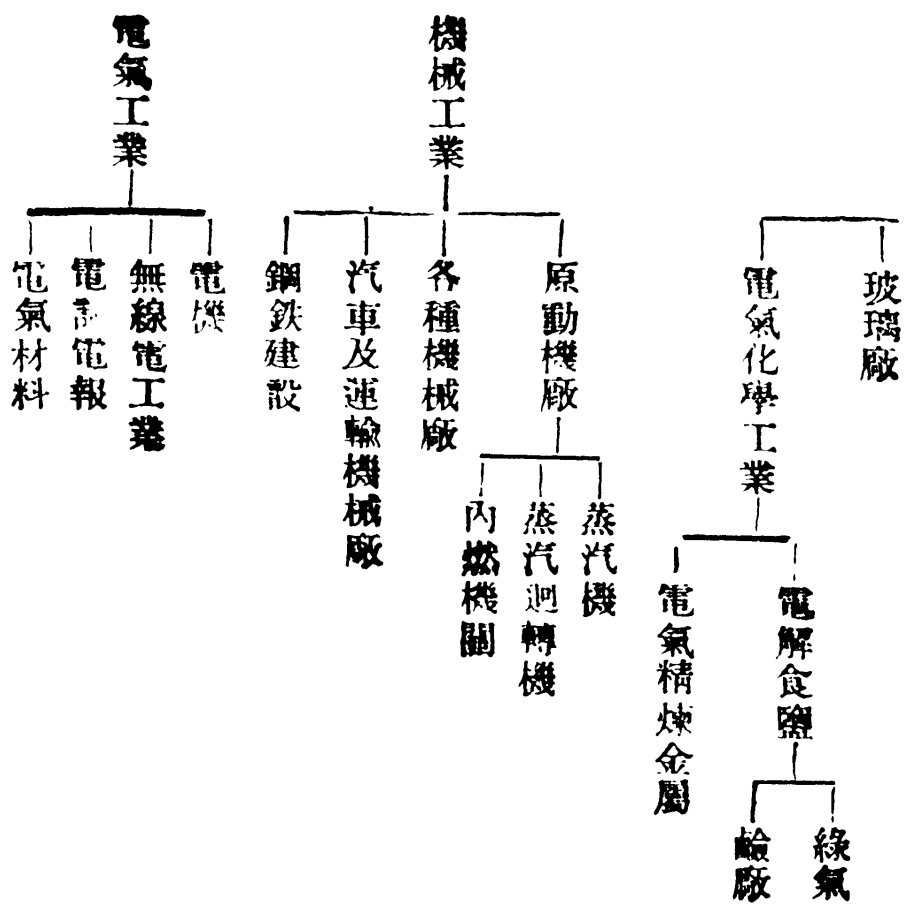 玻璃廠
電氣化學工業
電解食鹽
綠氣
鹼廠
電氣精煉金屬
機械工業
原動機廠
蒸汽機
蒸汽迴轉機
內燃機關
各種機械廠
汽車及運輸機械廠
鋼鉄建設
電氣工業
電機
無線電工業
電話電報
電氣材料